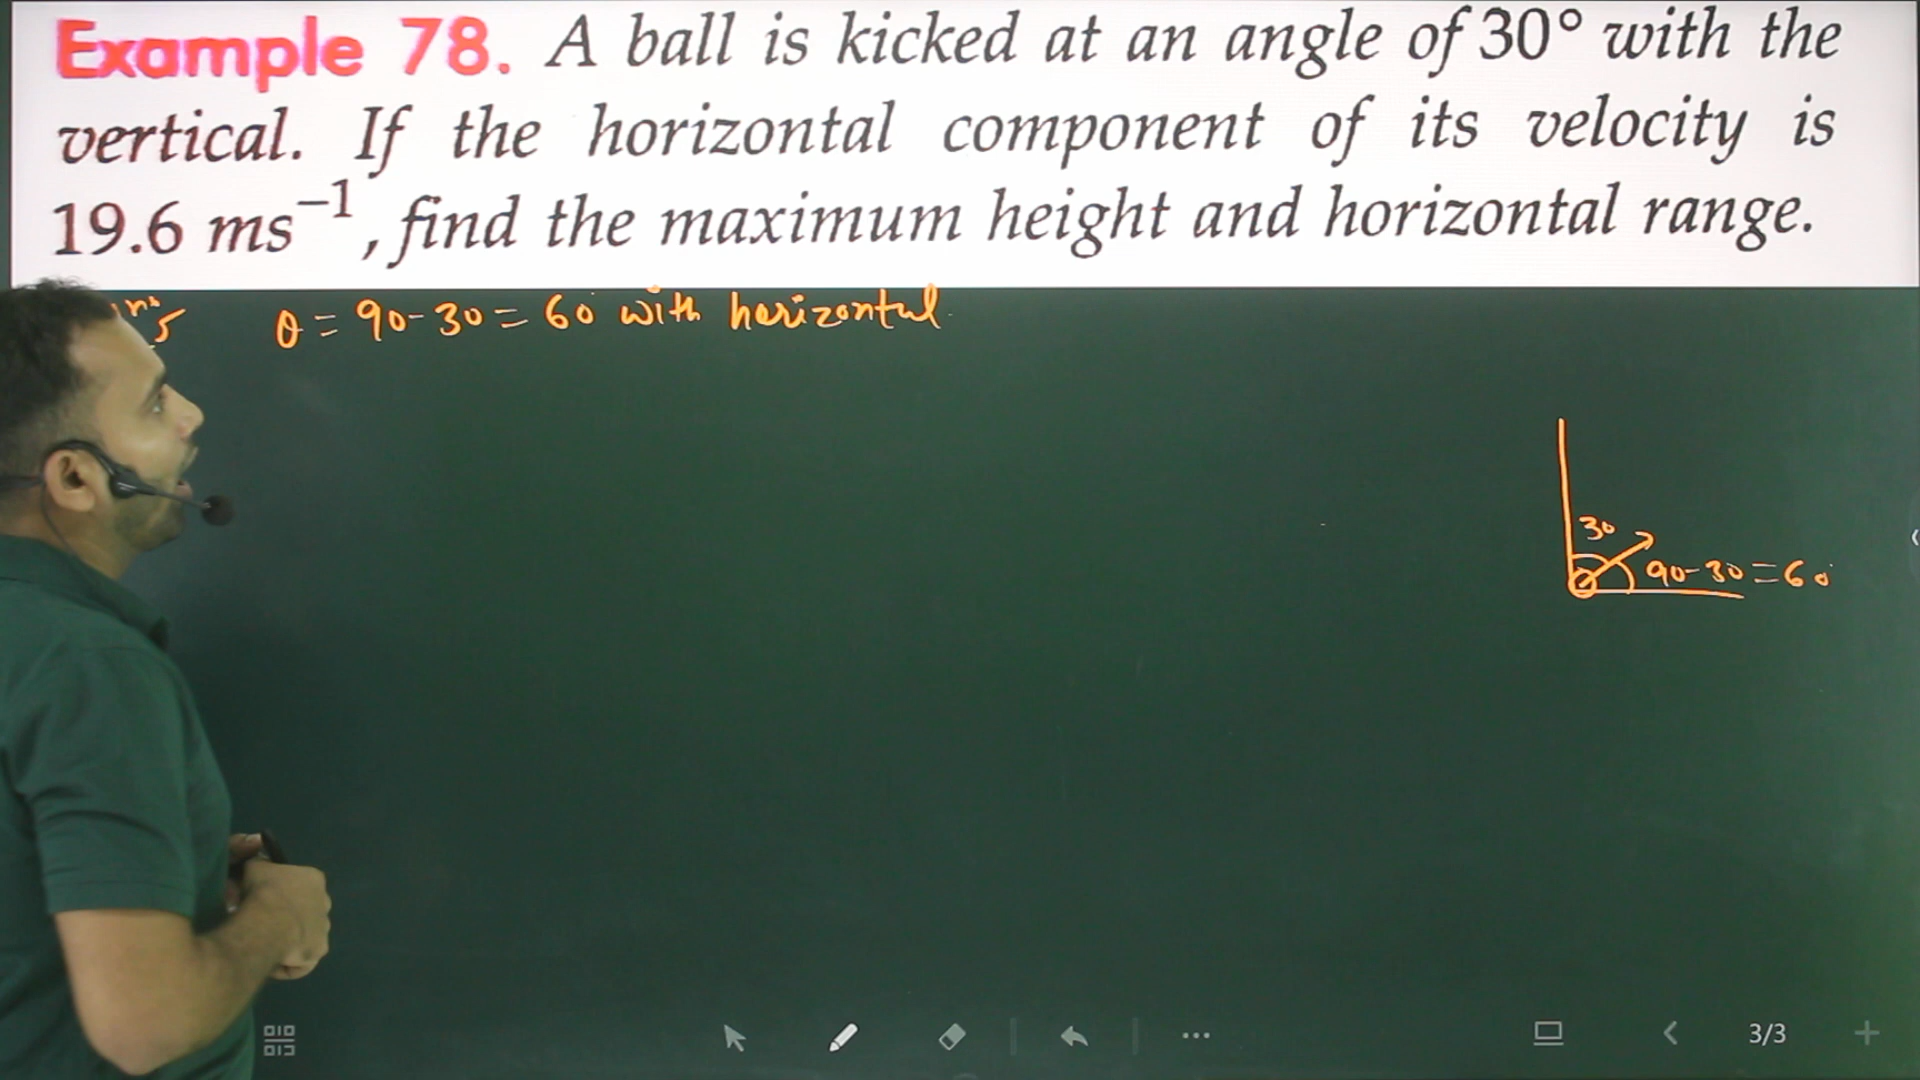 Example 78. A ball is kicked at an angle of 30° with the
vertical. If the horizontal component of its velocity is
19.6 ms⁻¹, find the maximum height and horizontal range.
θ = 90-30 = 60 with horizontal
30
90-30=60
3/3